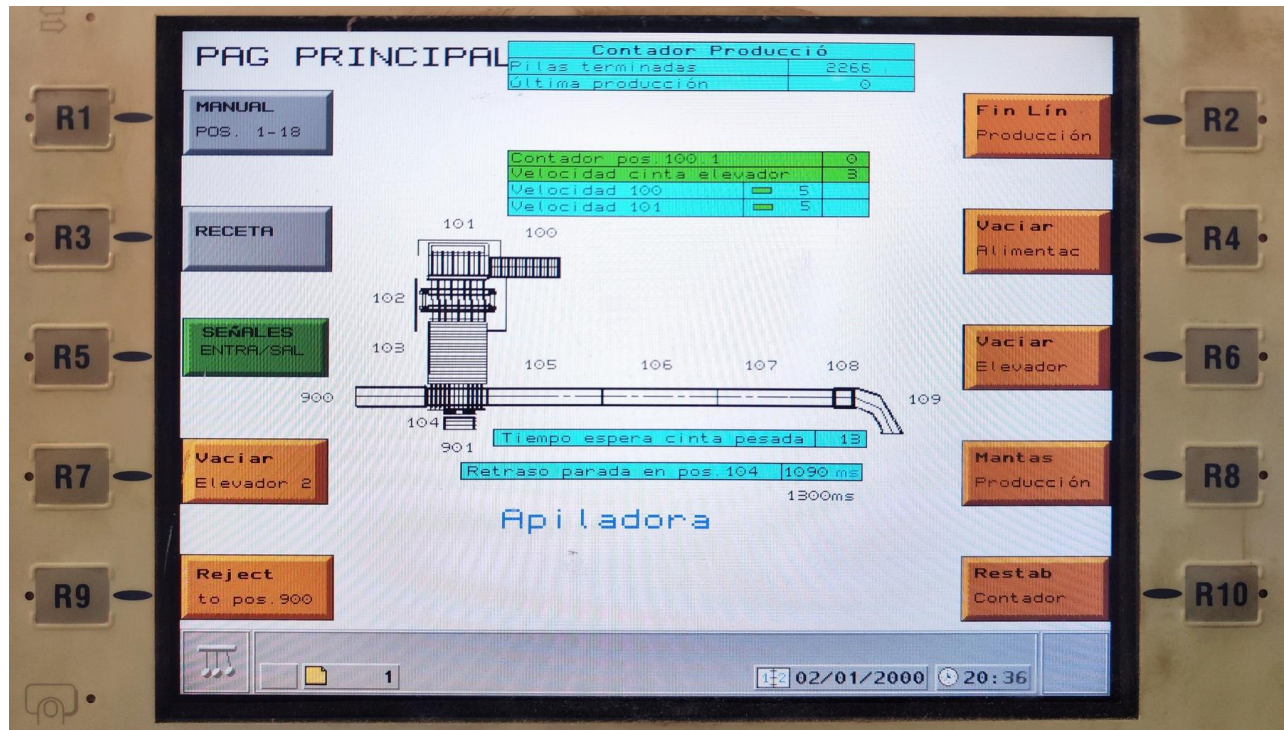 PAG PRINCIPAL
Contador Producció
Pilas terminadas 2266
Última producción 0
R1
MANUAL
POS. 1-18
Fin Lín
Producción
R2
Contador pos.100.1 0
Velocidad cinta elevador 3
Velocidad 100 5
Velocidad 101 5
R3
RECETA
101
100
Vaciar
Alimentac
R4
102
R5
SEÑALES
ENTRA/SAL
103
105
106
107
108
Vaciar
Elevador
R6
900
109
104
901
Tiempo espera cinta pesada 13
R7
Vaciar
Elevador 2
Retraso parada en pos.104 1090 ms
1300ms
Mantas
Producción
R8
Apiladora
R9
Reject
to pos.900
Restab
Contador
R10
1
1 2 02/01/2000 20:36